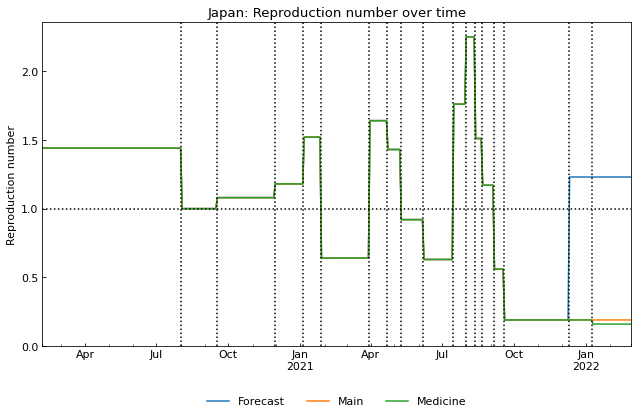 Japan: Reproduction number over time
Reproduction number
2.0
1.5
1.0
0.5
0.0
Apr Jul Oct Jan Apr Jul Oct Jan
2021 2022
Forecast Main Medicine